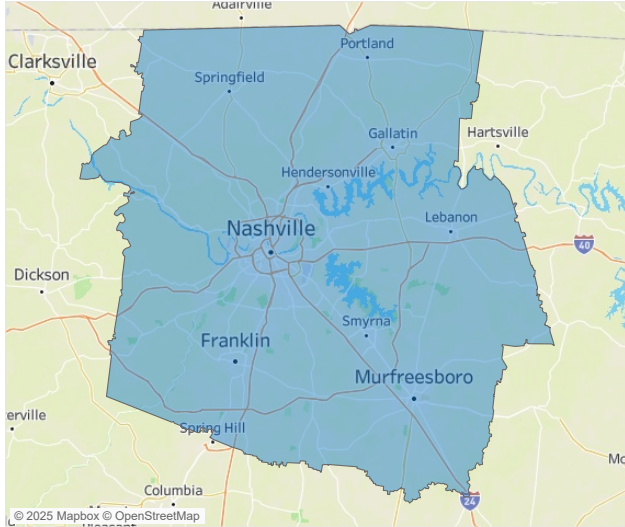 Adairville
Portland
Clarksville
Springfield
Gallatin
Hartsville
Hendersonville
Lebanon
Nashville
40
Dickson
Smyrna
Franklin
Murfreesboro
erville
Spring Hill
Mo
Columbia
24
© 2025 Mapbox © OpenStreetMap